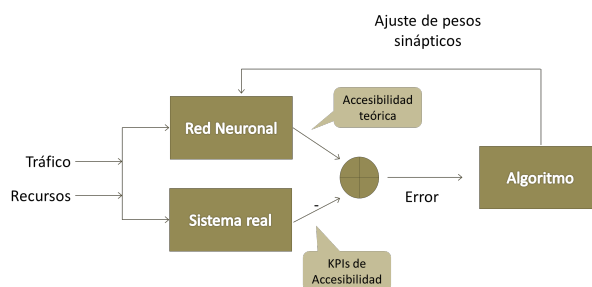 Ajuste de pesos
sinápticos
Accesibilidad
teórica
Red Neuronal
Tráfico
Recursos
Algoritmo
Error
-
Sistema real
KPIs de
Accesibilidad